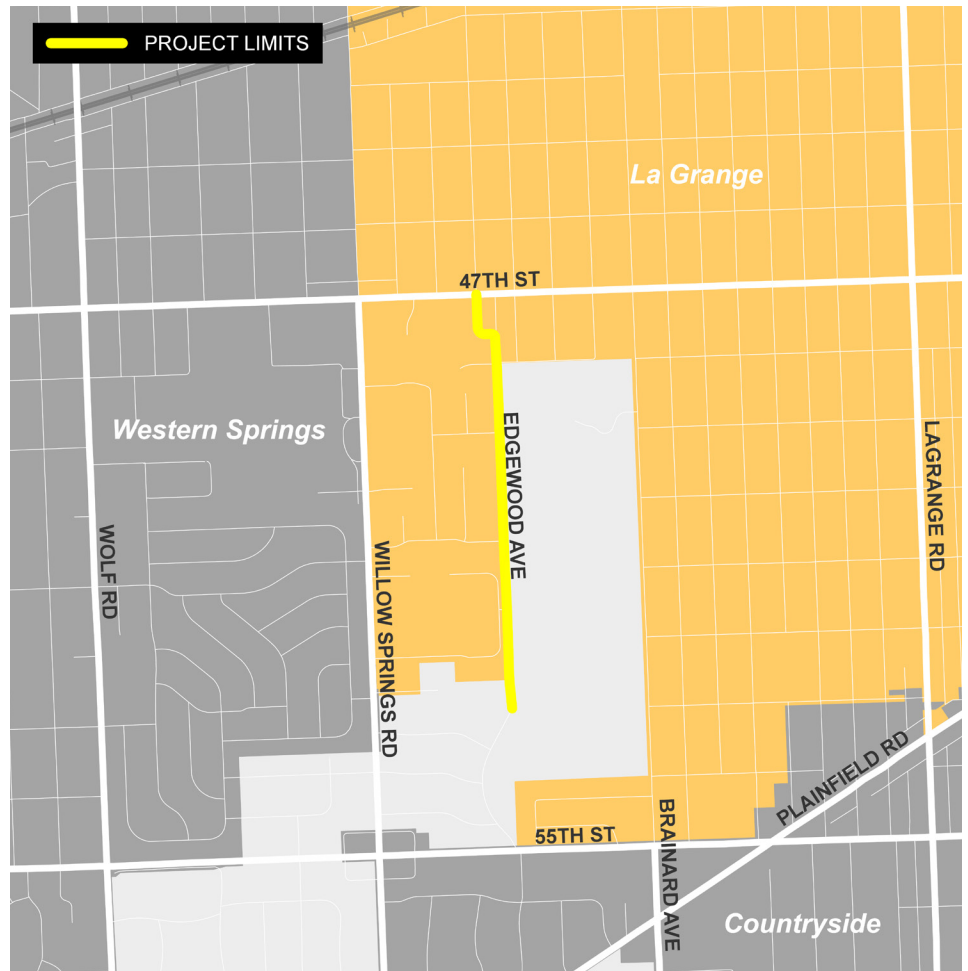 PROJECT LIMITS
La Grange
47TH ST
Western Springs
EDGEWOOD AVE
LAGRANGE RD
WOLF RD
WILLOW SPRINGS RD
PLAINFIELD RD
55TH ST
BRAINARD AVE
Countryside